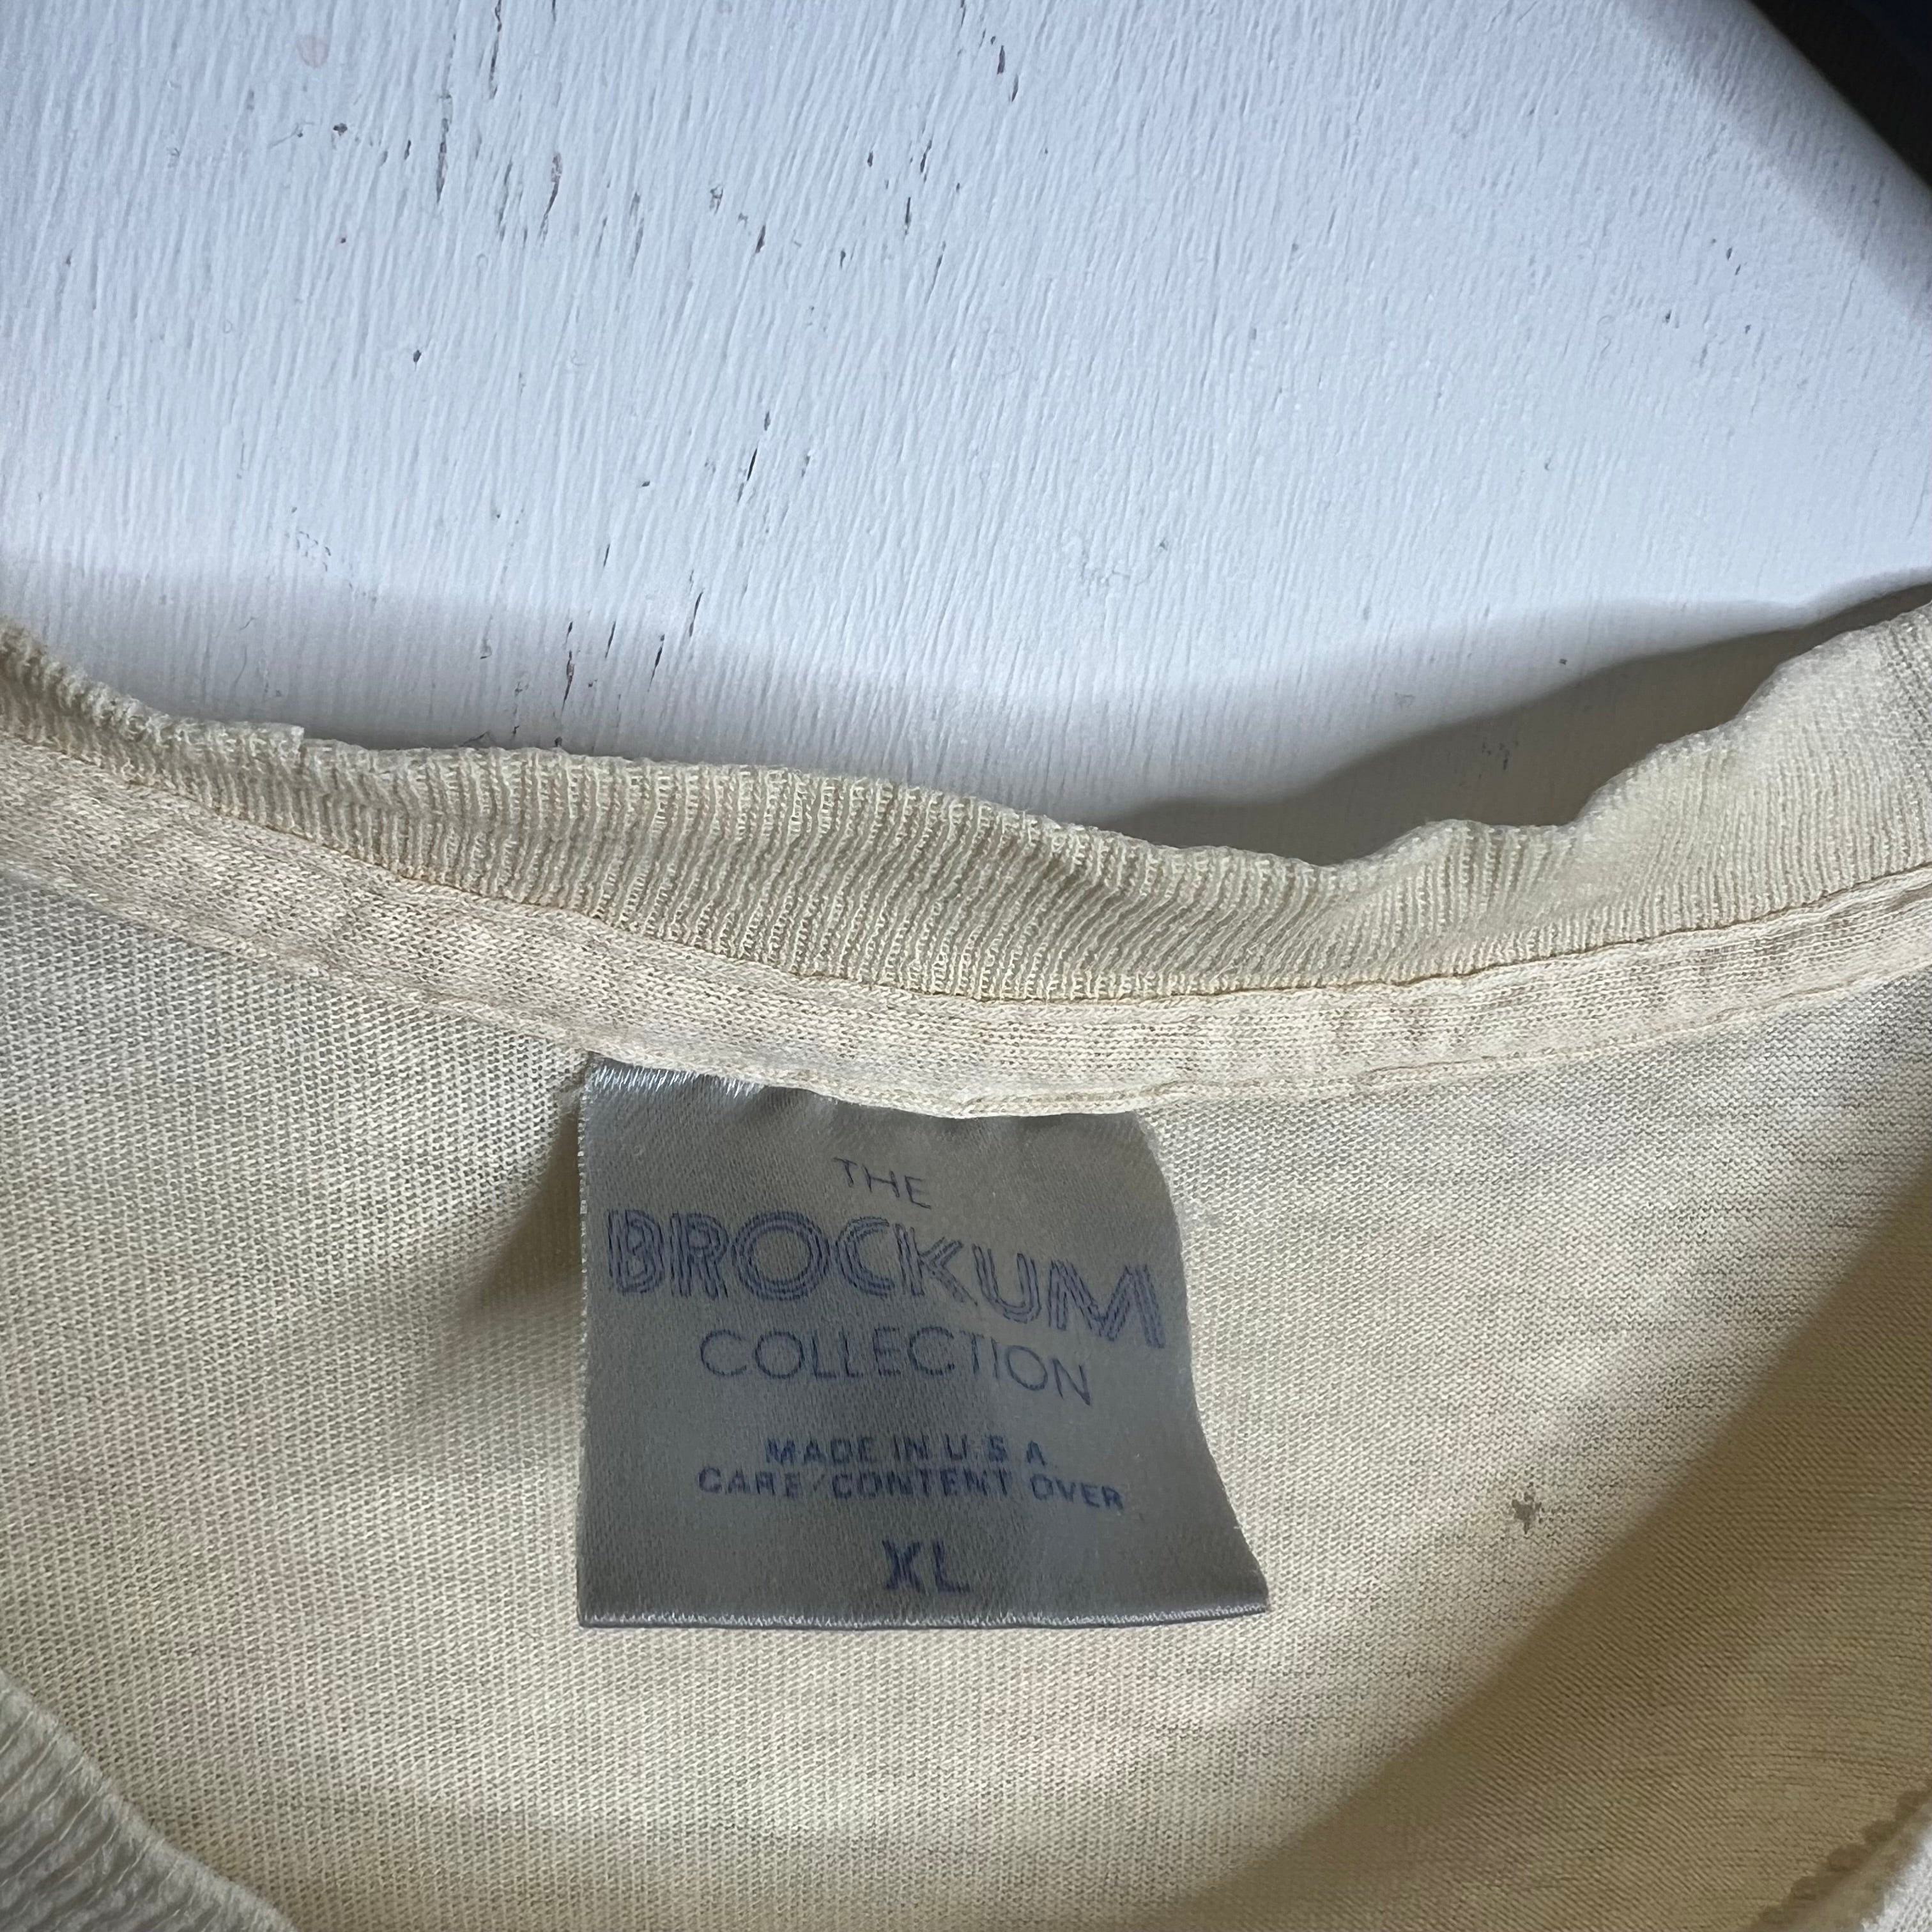 THE
BROCKUM
COLLECTION
MADE IN U.S.A.
CARE/CONTENT OVER
XL